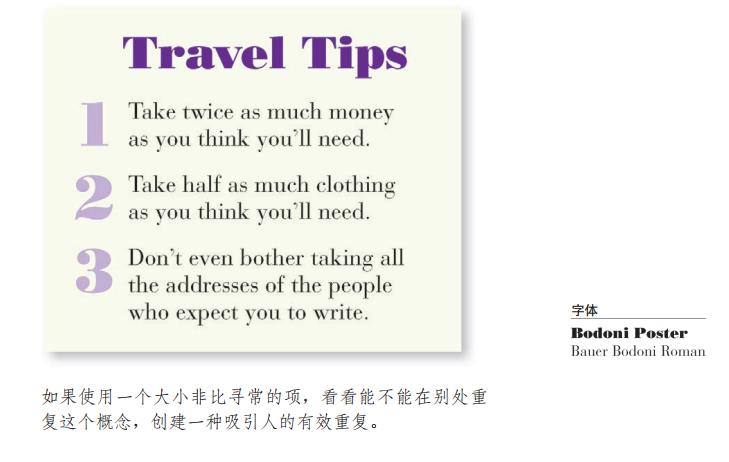 Travel Tips
1 Take twice as much money
as you think you’ll need.
2 Take half as much clothing
as you think you’ll need.
3 Don’t even bother taking all
the addresses of the people
who expect you to write.
字体
Bodoni Poster
Bauer Bodoni Roman
如果使用一个大小非比寻常的项，看看能不能在别处重
复这个概念，创建一种吸引人的有效重复。